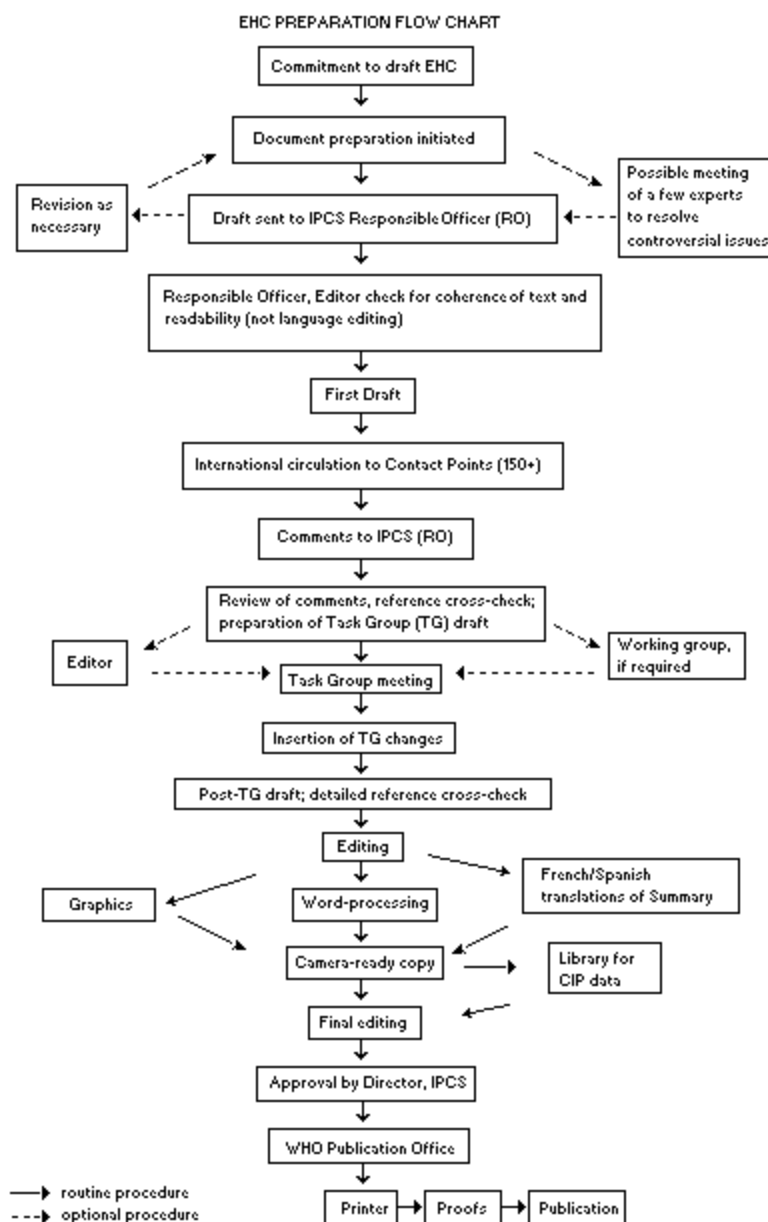 EHC PREPARATION FLOW CHART
Commitment to draft EHC
Document preparation initiated
Possible meeting
of a few experts
to resolve
controversial issues
Revision as
necessary
Draft sent to IPCS Responsible Officer (RO)
Responsible Officer, Editor check for coherence of text and
readability (not language editing)
First Draft
International circulation to Contact Points (150+)
Comments to IPCS (RO)
Review of comments, reference cross-check;
preparation of Task Group (TG) draft
Editor
Working group,
if required
Task Group meeting
Insertion of TG changes
Post-TG draft; detailed reference cross-check
Editing
French/Spanish
translations of Summary
Graphics
Word-processing
Camera-ready copy
Library for
CIP data
Final editing
Approval by Director, IPCS
WHO Publication Office
routine procedure
optional procedure
Printer
Proofs
Publication